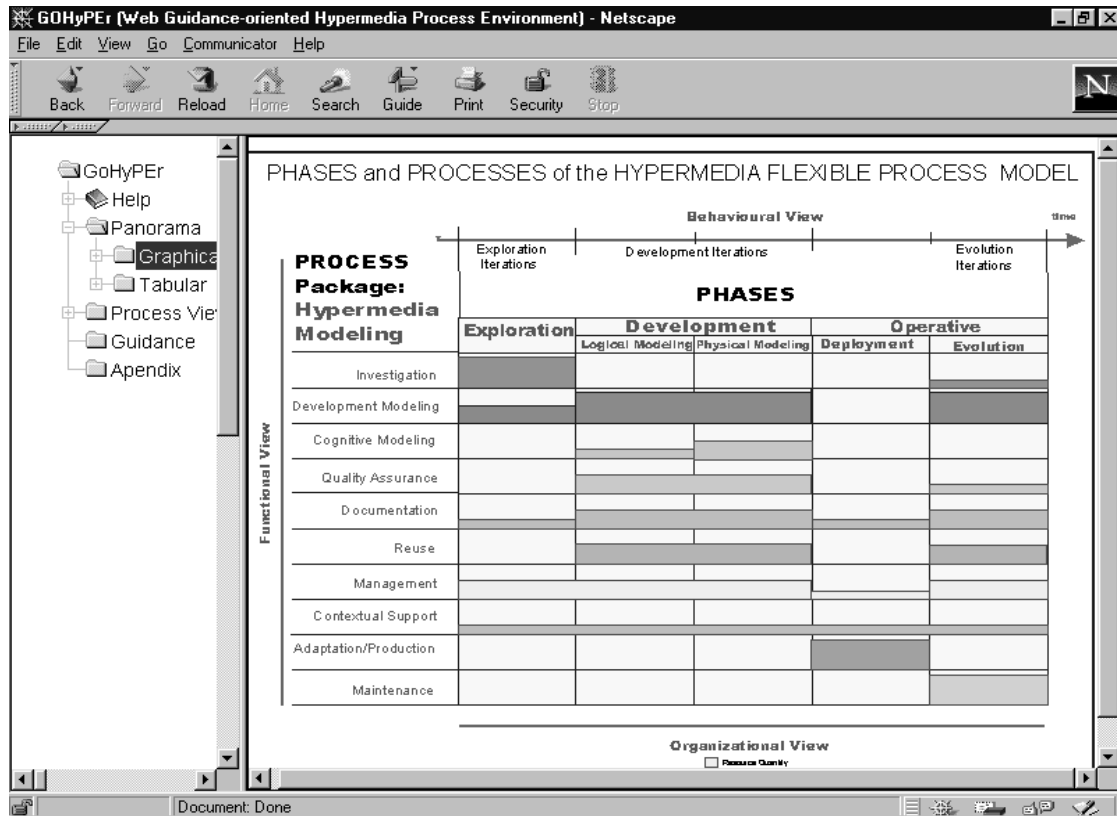 GOHyPEr (Web Guidance-oriented Hypermedia Process Environment) - Netscape
File Edit View Go Communicator Help
Back Forward Reload Home Search Guide Print Security Stop
N
GoHyPEr
Help
Panorama
Graphica
Tabular
Process Vie
Guidance
Apendix
PHASES and PROCESSES of the HYPERMEDIA FLEXIBLE PROCESS MODEL
Behavioural View
time
Exploration Iterations
Development Iterations
Evolution Iterations
PROCESS
Package:
Hypermedia
Modeling
PHASES
Exploration Development Operative
Logical Modeling Physical Modeling Deployment Evolution
Functional View
Investigation
Development Modeling
Cognitive Modeling
Quality Assurance
Documentation
Reuse
Management
Contextual Support
Adaptation/Production
Maintenance
Organizational View
Resource Quantity
Document: Done